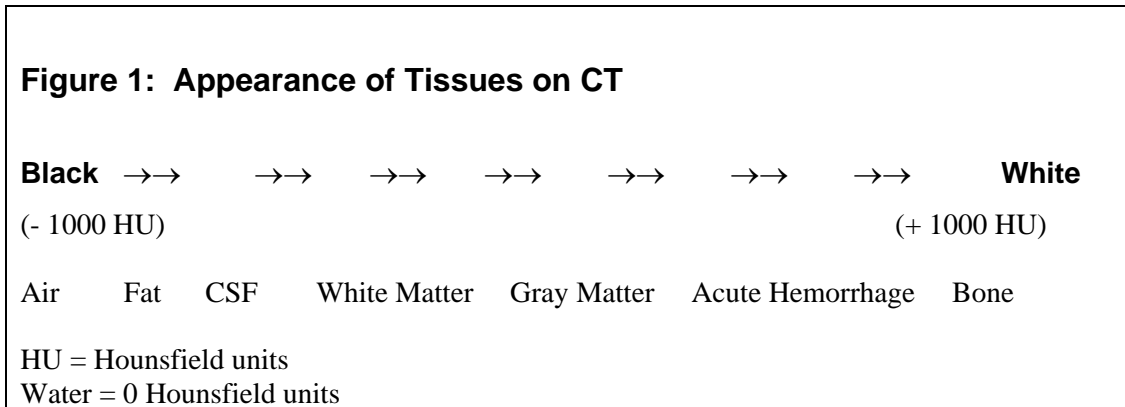 Figure 1: Appearance of Tissues on CT
Black →→ →→ →→ →→ →→ →→ →→ White
(- 1000 HU) (+ 1000 HU)
Air Fat CSF White Matter Gray Matter Acute Hemorrhage Bone
HU = Hounsfield units
Water = 0 Hounsfield units